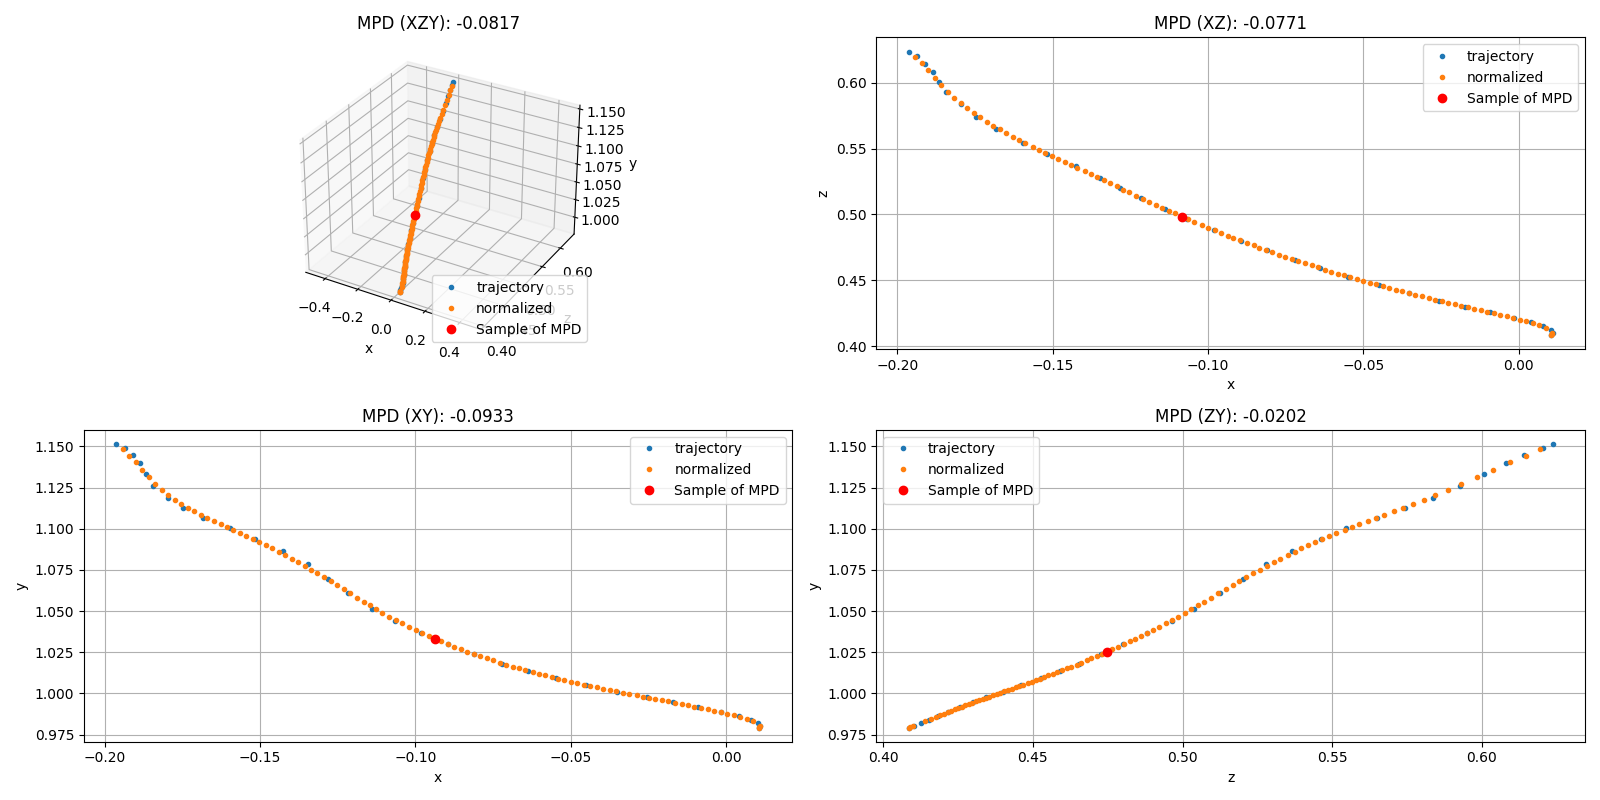 MPD (XZY): -0.0817
1.150
1.125
1.100
1.075
1.050
1.025
1.000
y
0.60
0.55
z
0.40
−0.4
−0.2
0.0
0.2
0.4
x
trajectory
normalized
Sample of MPD
MPD (XZ): -0.0771
trajectory
normalized
Sample of MPD
0.60
0.55
0.50
0.45
0.40
z
−0.20
−0.15
−0.10
−0.05
0.00
x
MPD (XY): -0.0933
trajectory
normalized
Sample of MPD
1.150
1.125
1.100
1.075
1.050
1.025
1.000
0.975
y
−0.20
−0.15
−0.10
−0.05
0.00
x
MPD (ZY): -0.0202
trajectory
normalized
Sample of MPD
1.150
1.125
1.100
1.075
1.050
1.025
1.000
0.975
y
0.40
0.45
0.50
0.55
0.60
z